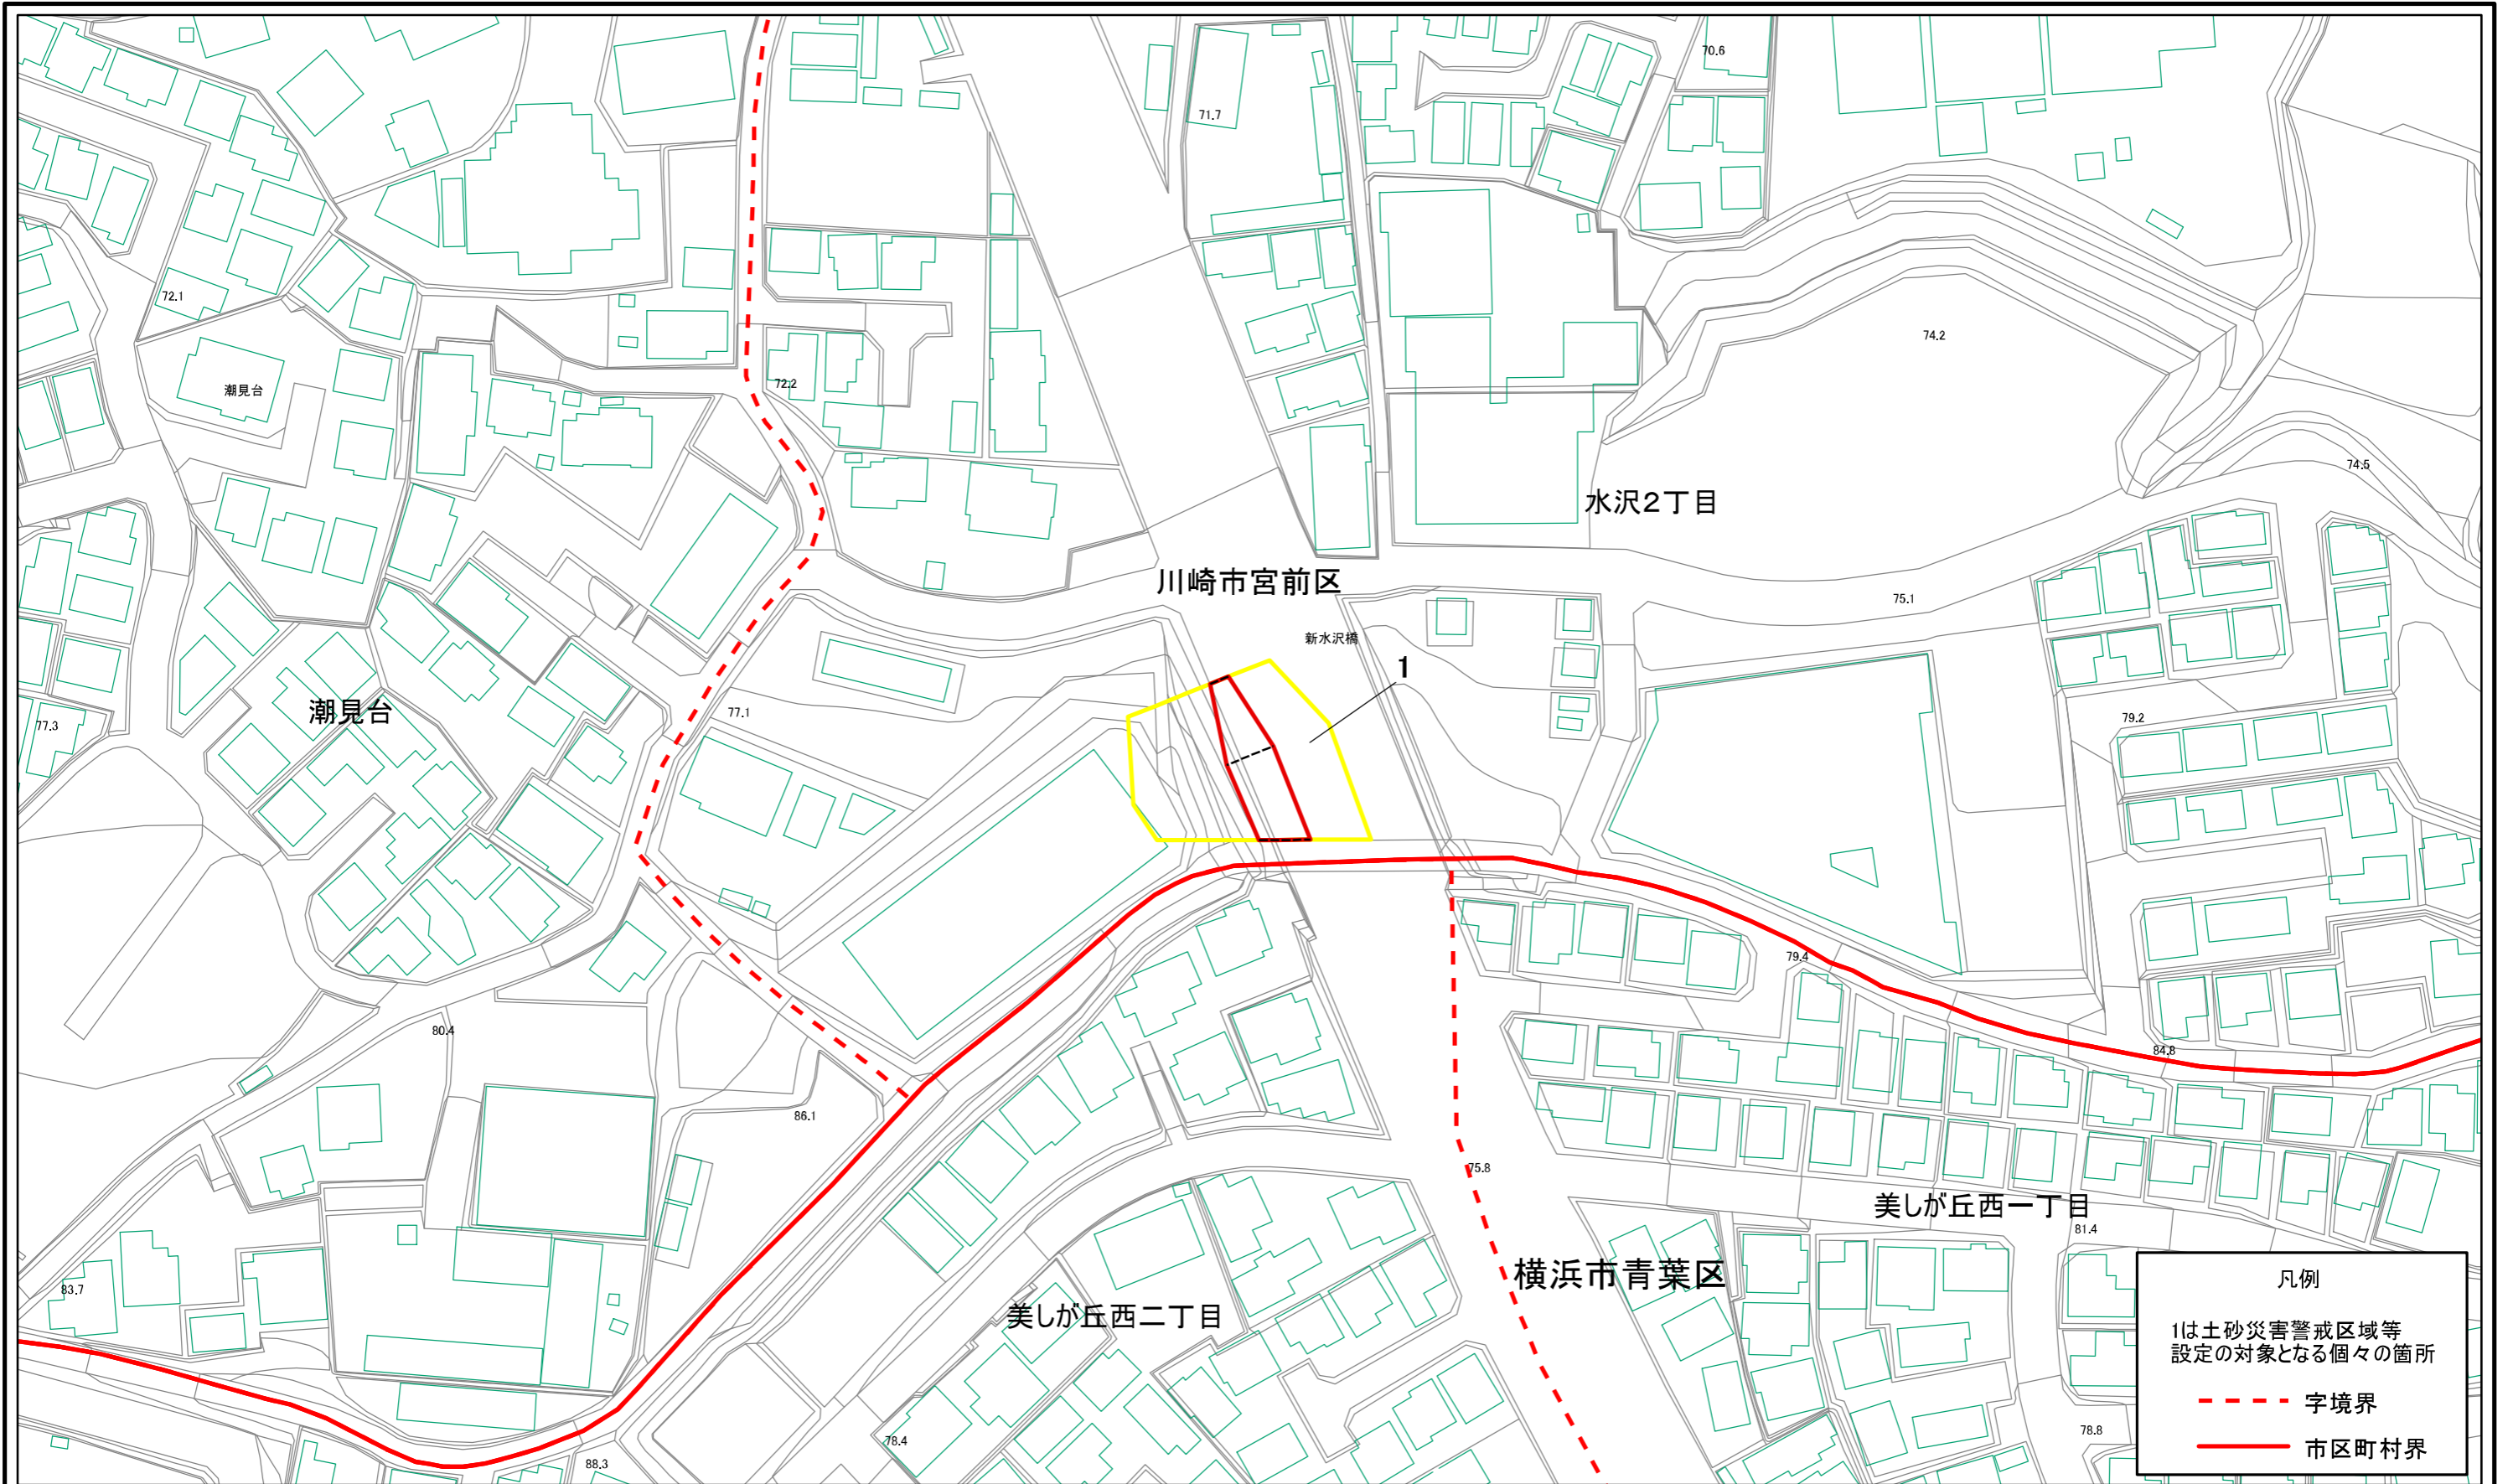 70.6
71.7
72.1
74.2
72.2
潮見台
74.5
水沢2丁目
川崎市宮前区
75.1
新水沢橋
1
潮見台
77.1
77.3
79.2
79.4
80.4
84.8
86.1
75.8
美しが丘西一丁目
81.4
横浜市青葉区
83.7
美しが丘西二丁目
78.4
78.8
88.3
凡例
1は土砂災害警戒区域等
設定の対象となる個々の箇所
字境界
市区町村界